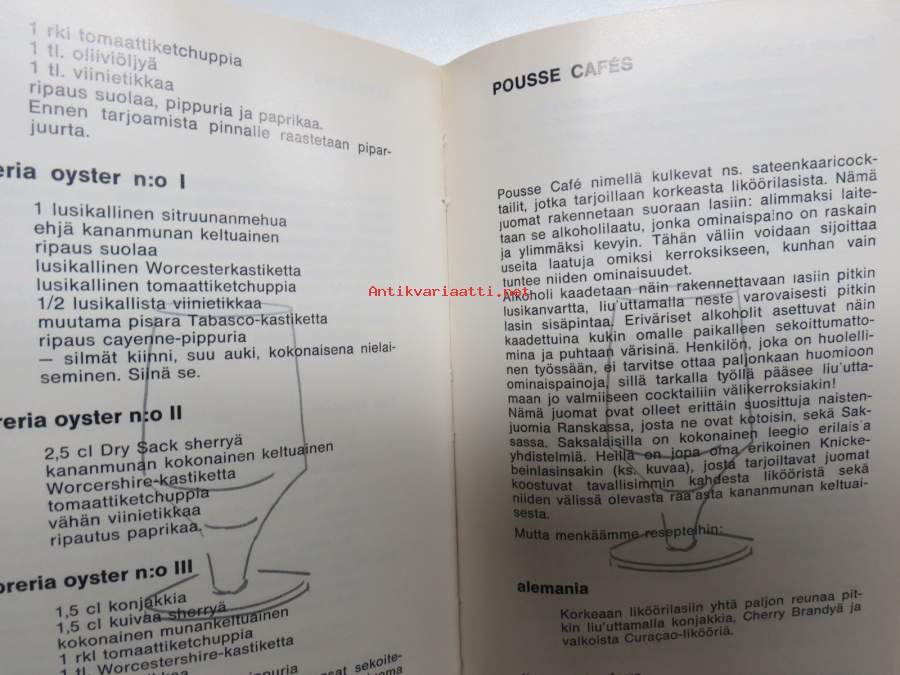 1 rki tomaattiketchuppia
1 tl. oliiviöljyä
1 tl. viinietikkaa
ripaus suolaa, pippuria ja paprikaa.
Ennen tarjoamista pinnalle raastetaan pipar-
juurta.
oyster n:o I
1 lusikallinen sitruunanmehua
ehjä kananmunan keltuainen
ripaus suolaa
lusikallinen Worcesterkastiketta
lusikallinen tomaattiketchuppia
1/2 lusikallista viinietikkaa
muutama pisara Tabasco-kastiketta
ripaus cayenne-pippuria
— silmät kiinni, suu auki, kokonaisena nielai-
seminen. Siinä se.
oyster n:o II
2,5 cl Dry Sack sherryä
kananmunan kokonainen keltuainen
Worcershire-kastiketta
tomaattiketchuppia
vähän viinietikkaa
ripautus paprikaa.
oyster n:o III
1,5 cl konjakkia
1,5 cl kuivaa sherryä
kokonainen munankeltuainen
1 rkl tomaattiketchuppia
1 tl. Worcestershire-kastiketta
POUSSE CAFÉS
Pousse Café nimellä kulkevat ns. sateenkaaricock-
tailit, jotka tarjoillaan korkeasta liköörilasista. Nämä
juomat rakennetaan suoraan lasiin: alimmaksi laite-
taan se alkoholilaatu, jonka ominaispaino on raskain
ja ylimmäksi kevyin. Tähän väliin voidaan sijoittaa
useita laatuja omiksi kerroksikseen, kunhan vain
tuntee niiden ominaisuudet.
Alkoholi kaadetaan näin rakennettavaan lasiin pitkin
lusikanvartta, liu'uttamalla neste varovaisesti pitkin
lasin sisäpintaa. Eriväriset alkoholit asettuvat näin
kaadettuina kukin omalle paikalleen sekoittumatto-
mina ja puhtaan värisinä. Henkilön, joka on huolelli-
nen työssään, ei tarvitse ottaa paljonkaan huomioon
ominaispainoja, sillä tarkalla työllä pääsee liu'utta-
maan jo valmiiseen cocktailiin välikerroksiakin!
Nämä juomat ovat olleet erittäin suosittuja naisten-
juomia Ranskassa, josta ne ovat kotoisin, sekä Sak-
sassa. Saksalaisilla on kokonainen leegio erilaisia
yhdistelmiä. Heillä on jopa oma erikoinen Knicke-
beinlasinsakin (ks. kuvaa), josta tarjoiltavat juomat
koostuvat tavallisimmin kahdesta likööristä sekä
niiden välissä olevasta raa'asta kananmunan keltuai-
sesta.
Mutta menkäämme resepteihin:
alemania
Korkeaan liköörilasiin yhtä paljon reunaa pit-
kin liu'uttamalla konjakkia, Cherry Brandyä ja
valkoista Curaçao-likööriä.
Antikvariaatti.net